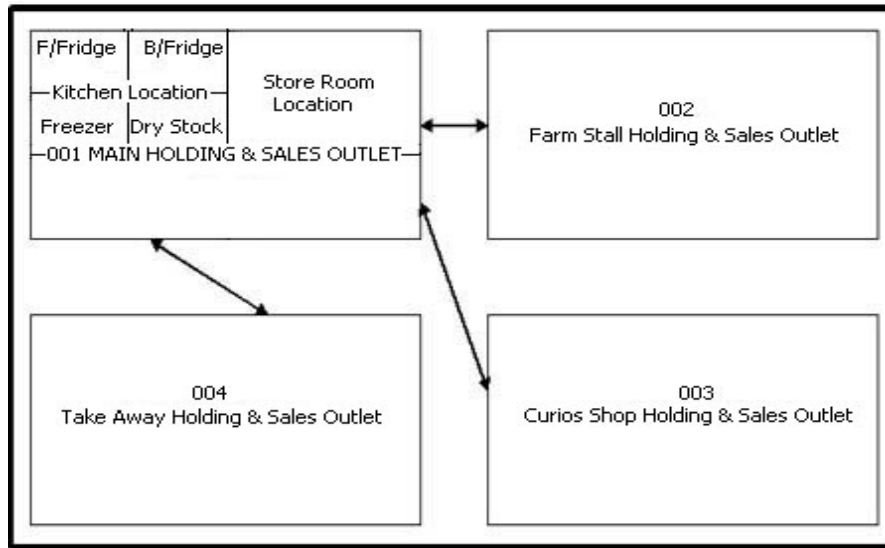 F/Fridge B/Fridge
Kitchen Location
Freezer Dry Stock
Store Room
Location
001 MAIN HOLDING & SALES OUTLET
002
Farm Stall Holding & Sales Outlet
004
Take Away Holding & Sales Outlet
003
Curios Shop Holding & Sales Outlet